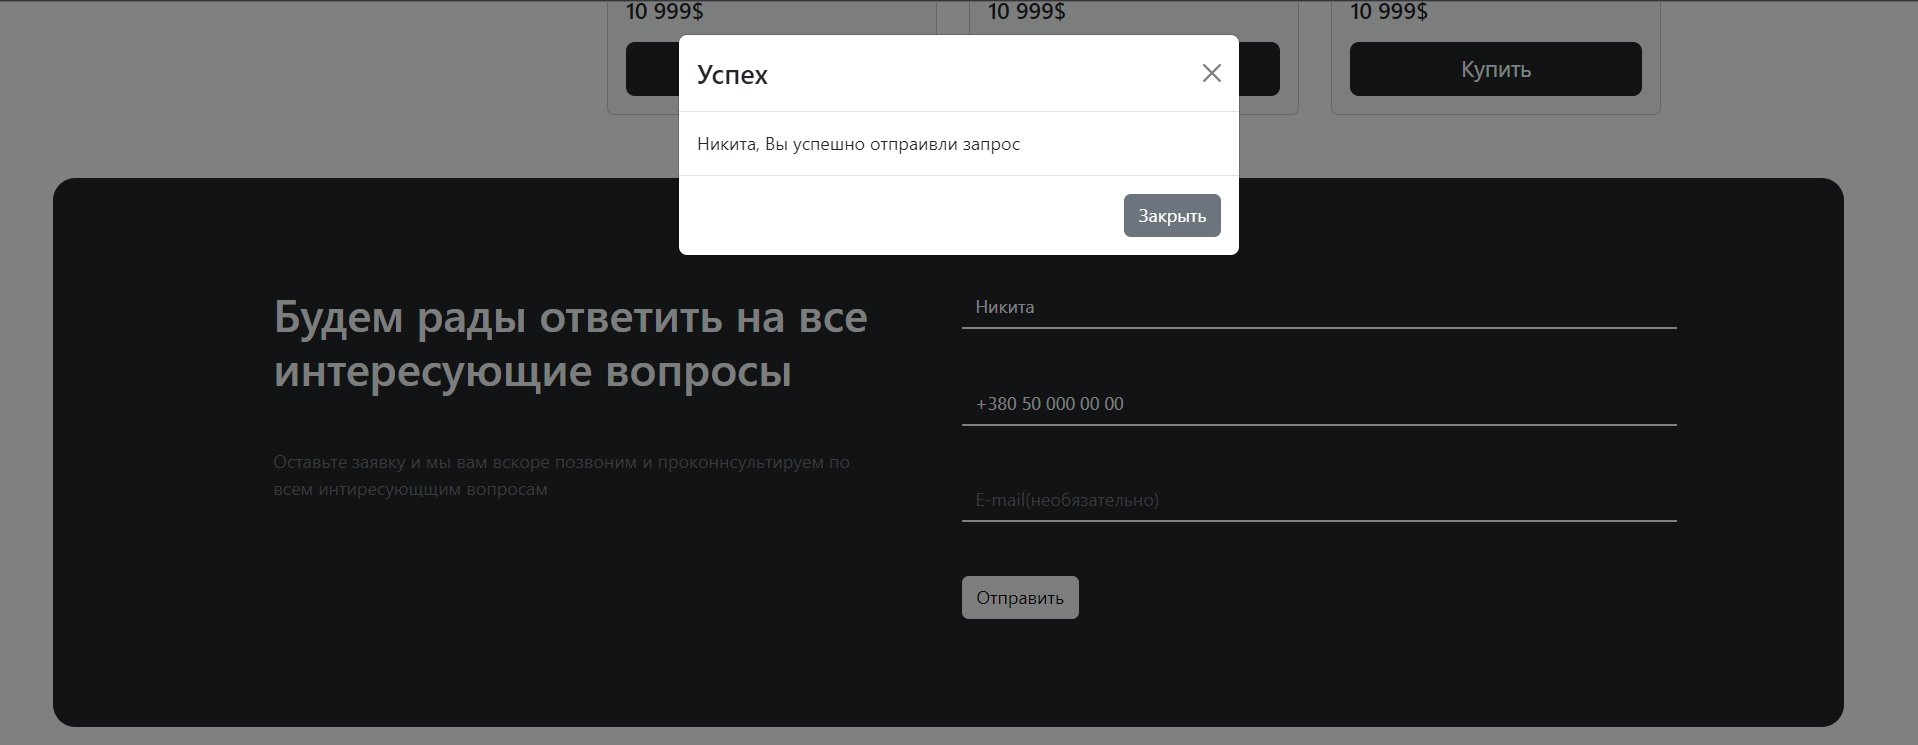 10 999$
10 999$
10 999$
Купить
Успех
Никита, Вы успешно отпраивли запрос
Закрыть
Будем рады ответить на все
интересующие вопросы
Оставьте заявку и мы вам вскоре позвоним и проконнсультируем по
всем интиресующщим вопросам
Никита
+380 50 000 00 00
E-mail(необязательно)
Отправить